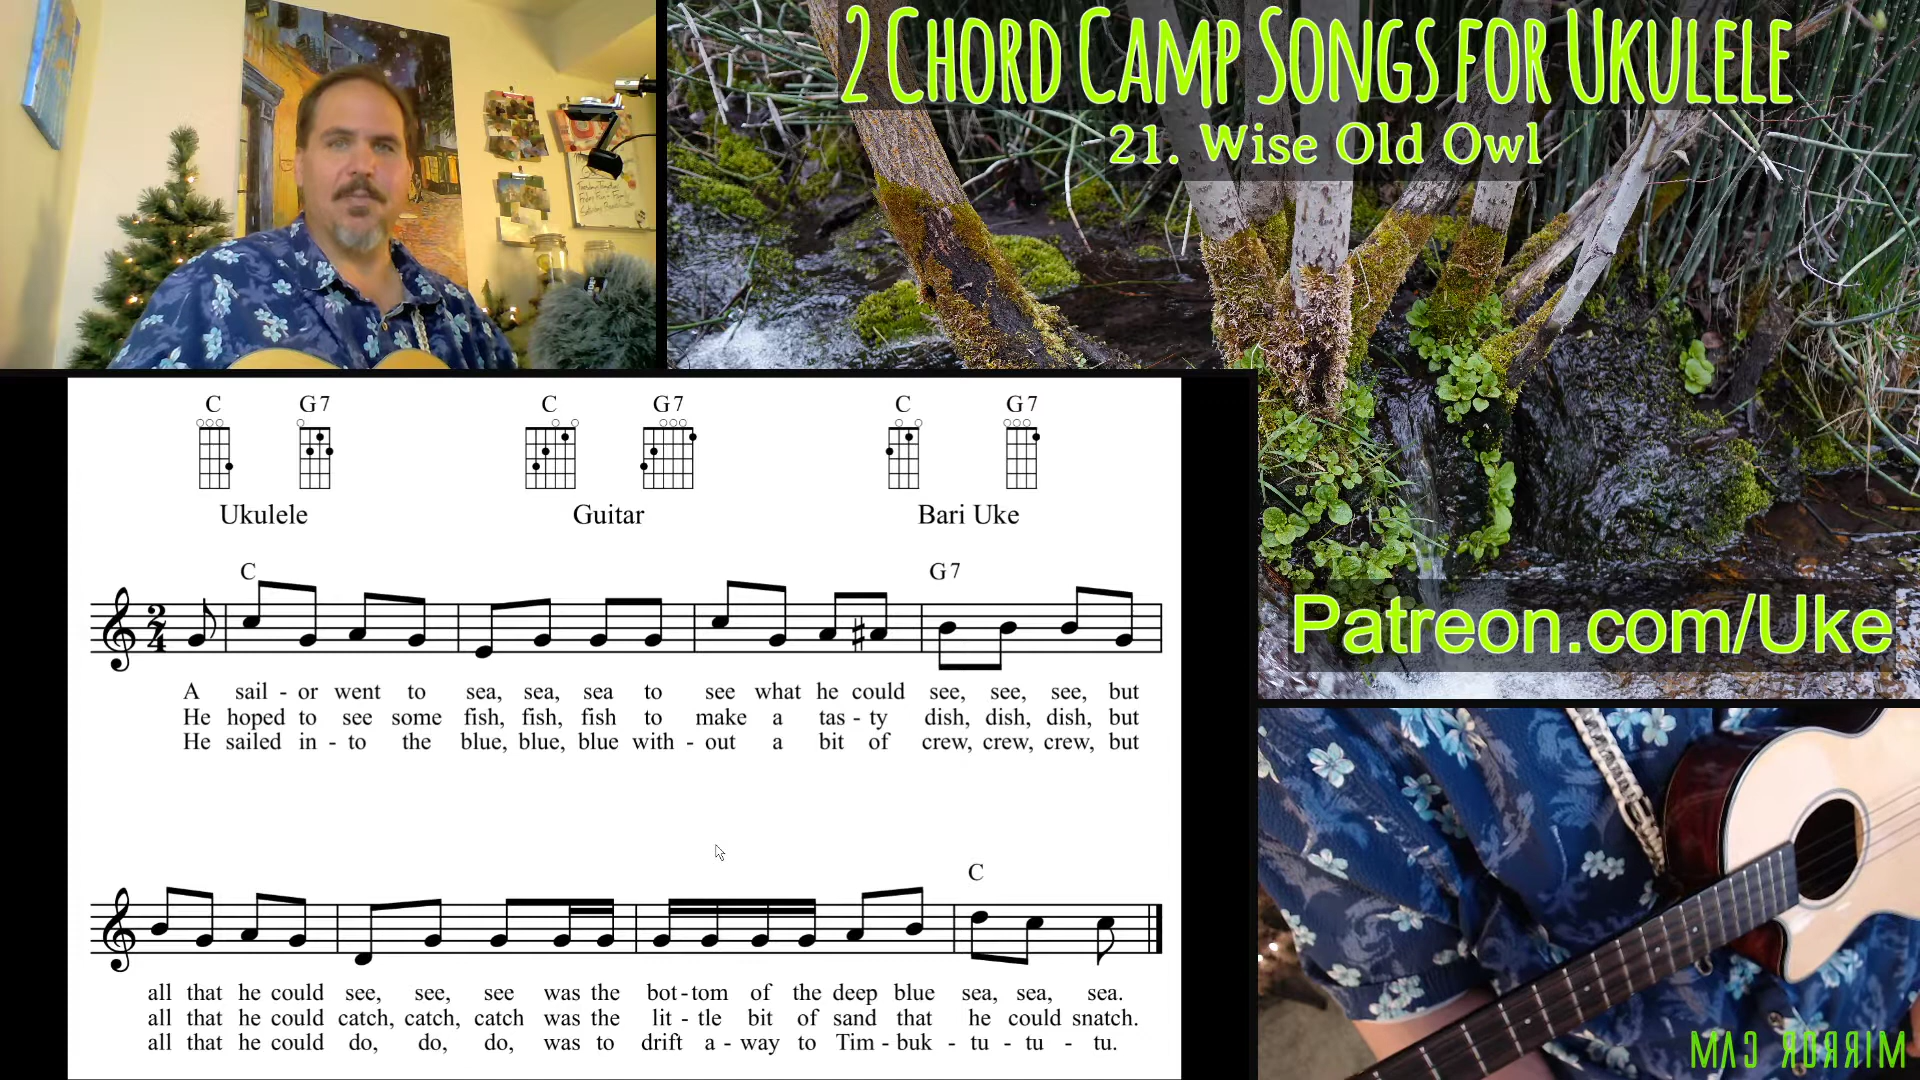 2 Chord Camp Songs for Ukulele
21. Wise Old Owl
C G7 C G7 C G7
Ukulele Guitar Bari Uke
C G7
2
4
A sail - or went to sea, sea, sea to see what he could see, see, see, but
He hoped to see some fish, fish, fish to make a tas - ty dish, dish, dish, but
He sailed in - to the blue, blue, blue with - out a bit of crew, crew, crew, but
C
all that he could see, see, see was the bot - tom of the deep blue sea, sea, sea.
all that he could catch, catch, catch was the lit - tle bit of sand that he could snatch.
all that he could do, do, do, was to drift a - way to Tim - buk - tu - tu - tu.
Patreon.com/Uke
MIRROR CAM